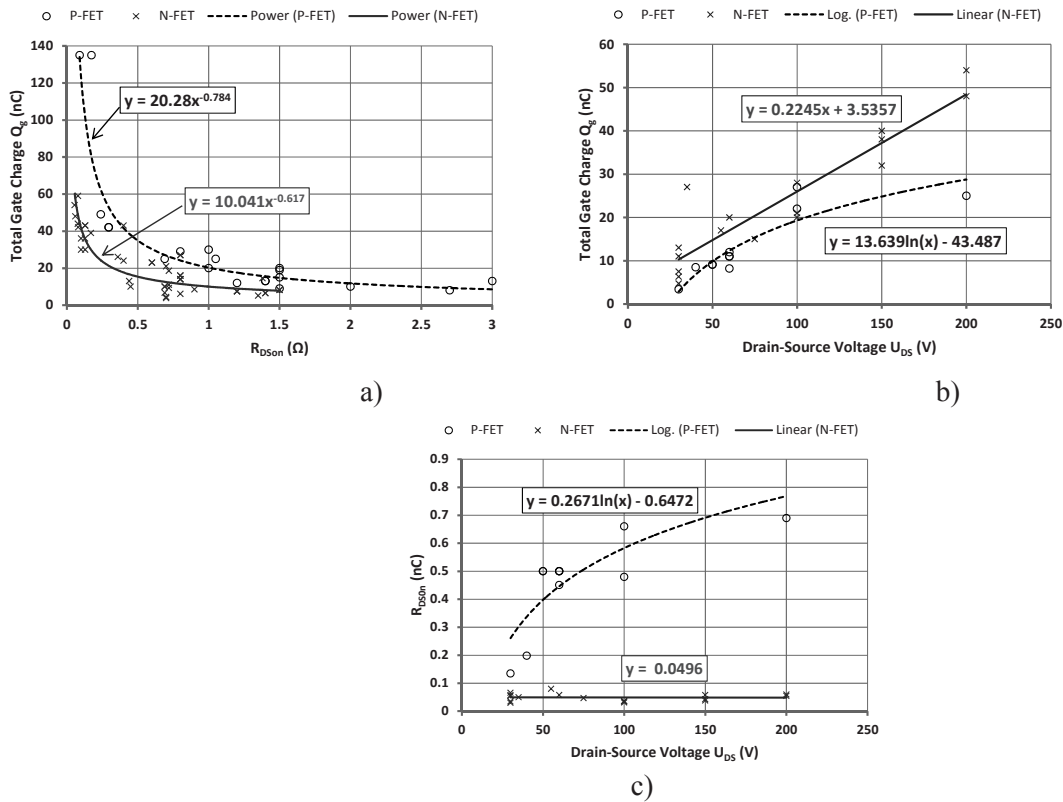 P-FET N-FET Power (P-FET) Power (N-FET)
140
120
100
80
60
40
20
0
Total Gate Charge Qg (nC)
y = 20.28x^-0.784
y = 10.041x^-0.617
0 0.5 1 1.5 2 2.5 3
RDSon (Ω)
a)
P-FET N-FET Log. (P-FET) Linear (N-FET)
60
50
40
30
20
10
0
Total Gate Charge Qg (nC)
y = 0.2245x + 3.5357
y = 13.639ln(x) - 43.487
0 50 100 150 200 250
Drain-Source Voltage UDS (V)
b)
P-FET N-FET Log. (P-FET) Linear (N-FET)
0.9
0.8
0.7
0.6
0.5
0.4
0.3
0.2
0.1
0
RDSon (nC)
y = 0.2671ln(x) - 0.6472
y = 0.0496
0 50 100 150 200 250
Drain-Source Voltage UDS (V)
c)